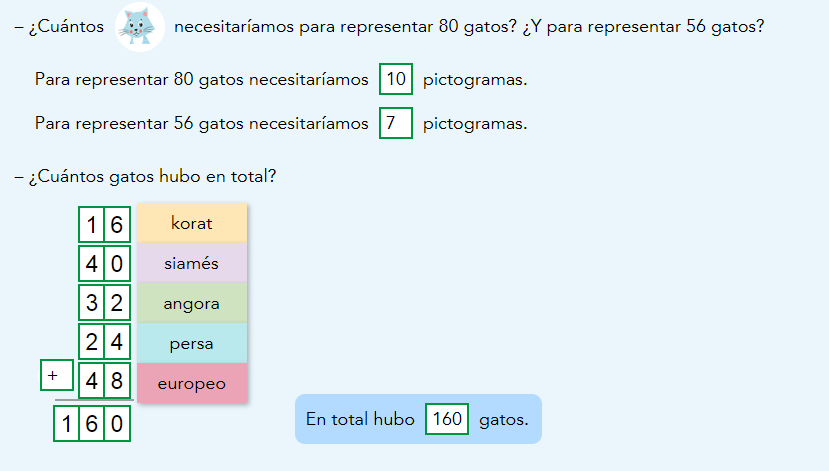 – ¿Cuántos necesitaríamos para representar 80 gatos? ¿Y para representar 56 gatos?
Para representar 80 gatos necesitaríamos 10 pictogramas.
Para representar 56 gatos necesitaríamos 7 pictogramas.
– ¿Cuántos gatos hubo en total?
16 korat
40 siamés
32 angora
24 persa
+ 48 europeo
160
En total hubo 160 gatos.